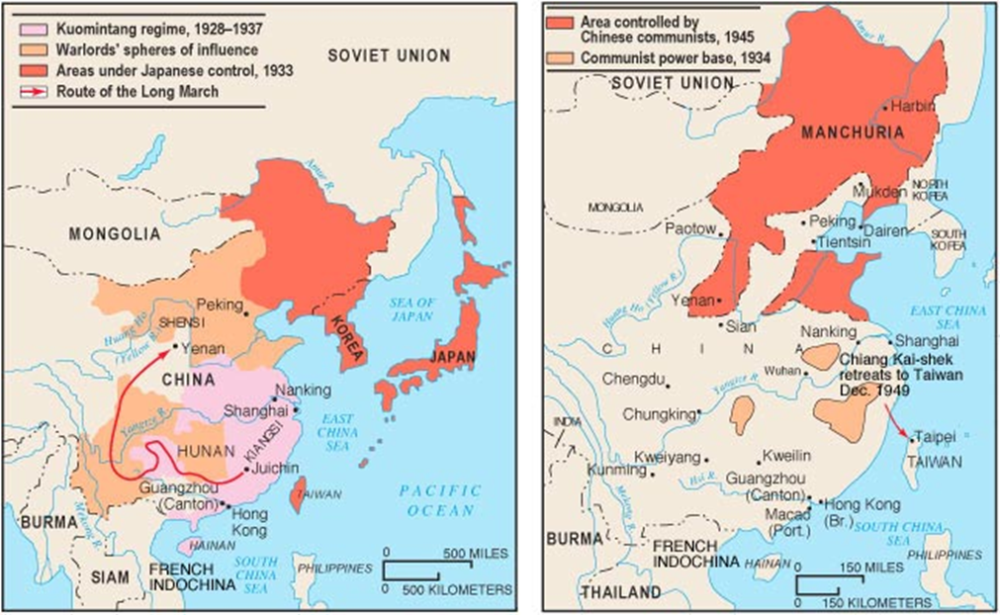 Kuomintang regime, 1928–1937
Warlords' spheres of influence
Areas under Japanese control, 1933
Route of the Long March
SOVIET UNION
Amur R.
MONGOLIA
Peking
SEA OF
JAPAN
Huang Ho
(Yellow R.)
SHENSI
Yenan
KOREA
JAPAN
CHINA
Nanking
Shanghai
EAST
CHINA
SEA
Yangtze R.
HUNAN
KIANGSI
Juichin
Guangzhou
(Canton)
TAIWAN
PACIFIC
OCEAN
BURMA
Mekong R.
Hong
Kong
HAINAN
SIAM
FRENCH
INDOCHINA
SOUTH
CHINA
SEA
PHILIPPINES
0 500 MILES
0 500 KILOMETERS
Area controlled by
Chinese communists, 1945
Communist power base, 1934
SOVIET UNION
Amur R.
Harbin
MANCHURIA
Mukden
NORTH
KOREA
MONGOLIA
Paotow
Peking
Dairen
Tientsin
SOUTH
KOREA
Huang Ho (Yellow R.)
Yenan
Sian
EAST CHINA
SEA
Nanking
Shanghai
CHINA
Chiang Kai-shek
retreats to Taiwan
Dec. 1949
Wuhan
Chengdu
Yangtze R.
Chungking
INDIA
Taipei
TAIWAN
Kweiyang
Kweilin
Kunming
Hsi R.
Guangzhou
(Canton)
Mekong R.
Hong Kong
(Br.)
Macao
(Port.)
SOUTH CHINA
SEA
BURMA
FRENCH
INDOCHINA
HAINAN
PHILIPPINES
THAILAND
0 150 MILES
0 150 KILOMETERS